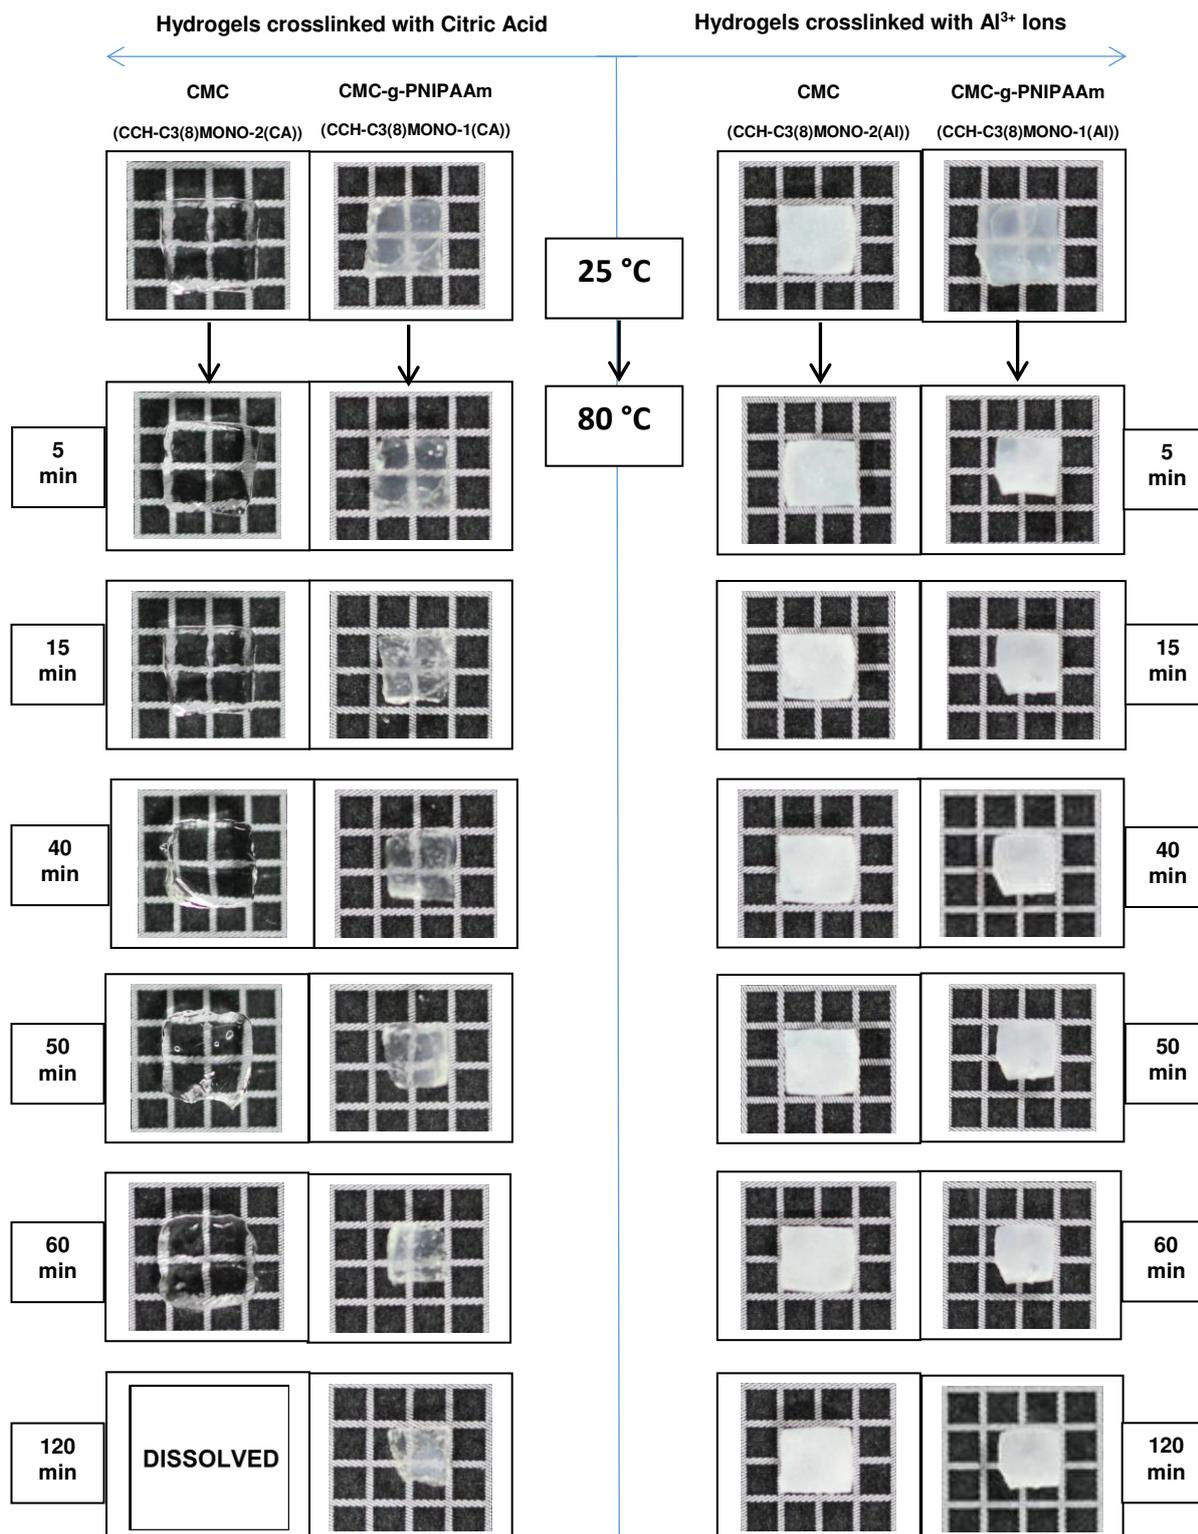 Hydrogels crosslinked with Citric Acid
Hydrogels crosslinked with Al³⁺ Ions
CMC
CMC-g-PNIPAAm
CMC
CMC-g-PNIPAAm
(CCH-C3(8)MONO-2(CA))
(CCH-C3(8)MONO-1(CA))
(CCH-C3(8)MONO-2(Al))
(CCH-C3(8)MONO-1(Al))
25 °C
80 °C
5
min
5
min
15
min
15
min
40
min
40
min
50
min
50
min
60
min
60
min
120
min
DISSOLVED
120
min